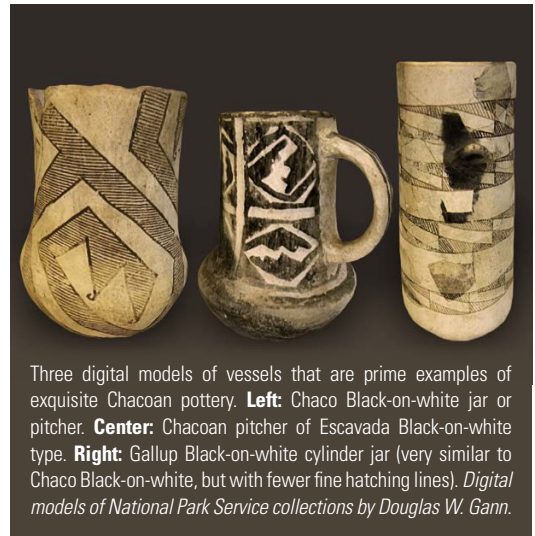 Three digital models of vessels that are prime examples of
exquisite Chacoan pottery. Left: Chaco Black-on-white jar or
pitcher. Center: Chacoan pitcher of Escavada Black-on-white
type. Right: Gallup Black-on-white cylinder jar (very similar to
Chaco Black-on-white, but with fewer fine hatching lines). Digital
models of National Park Service collections by Douglas W. Gann.